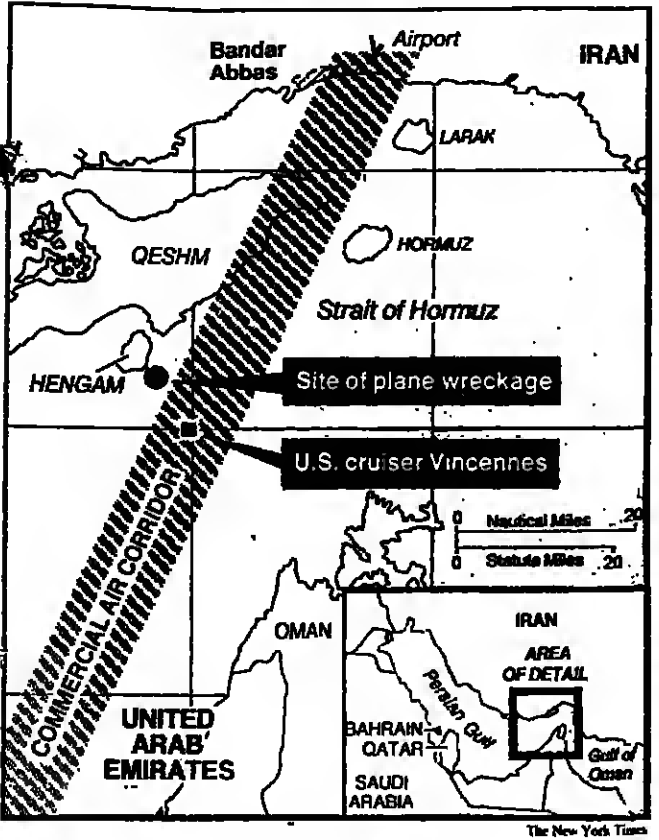 Bandar
Abbas
Airport
IRAN
LARAK
QESHM
HORMUZ
Strait of Hormuz
HENGAM
Site of plane wreckage
U.S. cruiser Vincennes
COMMERCIAL AIR CORRIDOR
0 Nautical Miles 20
0 Statute Miles 20
OMAN
UNITED
ARAB
EMIRATES
IRAN
AREA
OF DETAIL
Persian Gulf
BAHRAIN
QATAR
Gulf of
Oman
SAUDI
ARABIA
The New York Times